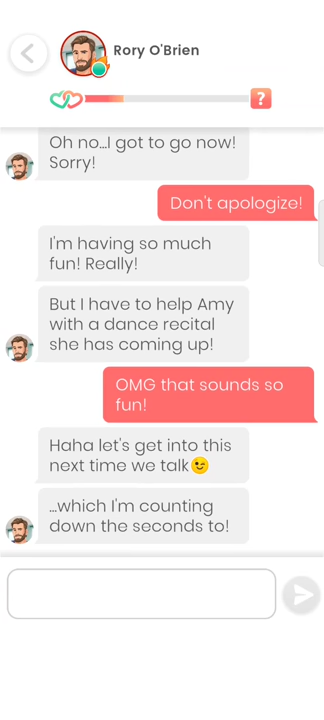 Rory O'Brien
?
Oh no...I got to go now!
Sorry!
Don't apologize!
I'm having so much
fun! Really!
But I have to help Amy
with a dance recital
she has coming up!
OMG that sounds so
fun!
Haha let's get into this
next time we talk😉
...which I'm counting
down the seconds to!